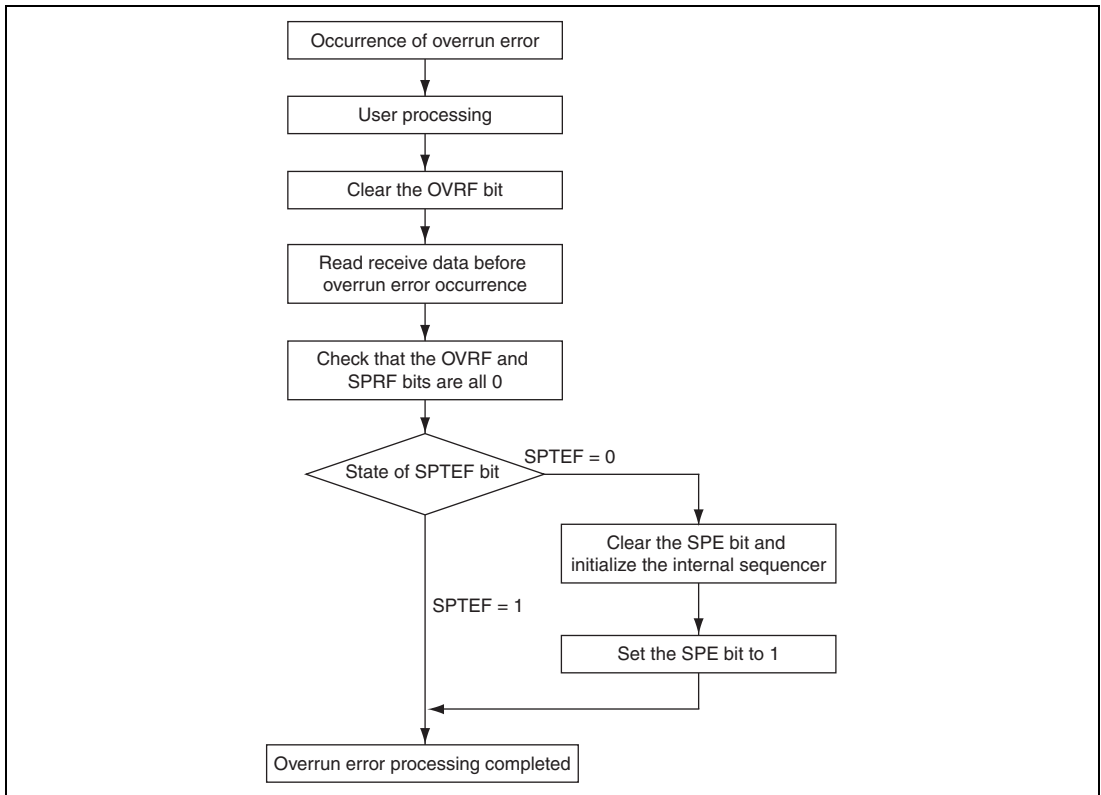 Occurrence of overrun error
User processing
Clear the OVRF bit
Read receive data before
overrun error occurrence
Check that the OVRF and
SPRF bits are all 0
State of SPTEF bit
SPTEF = 0
Clear the SPE bit and
initialize the internal sequencer
SPTEF = 1
Set the SPE bit to 1
Overrun error processing completed